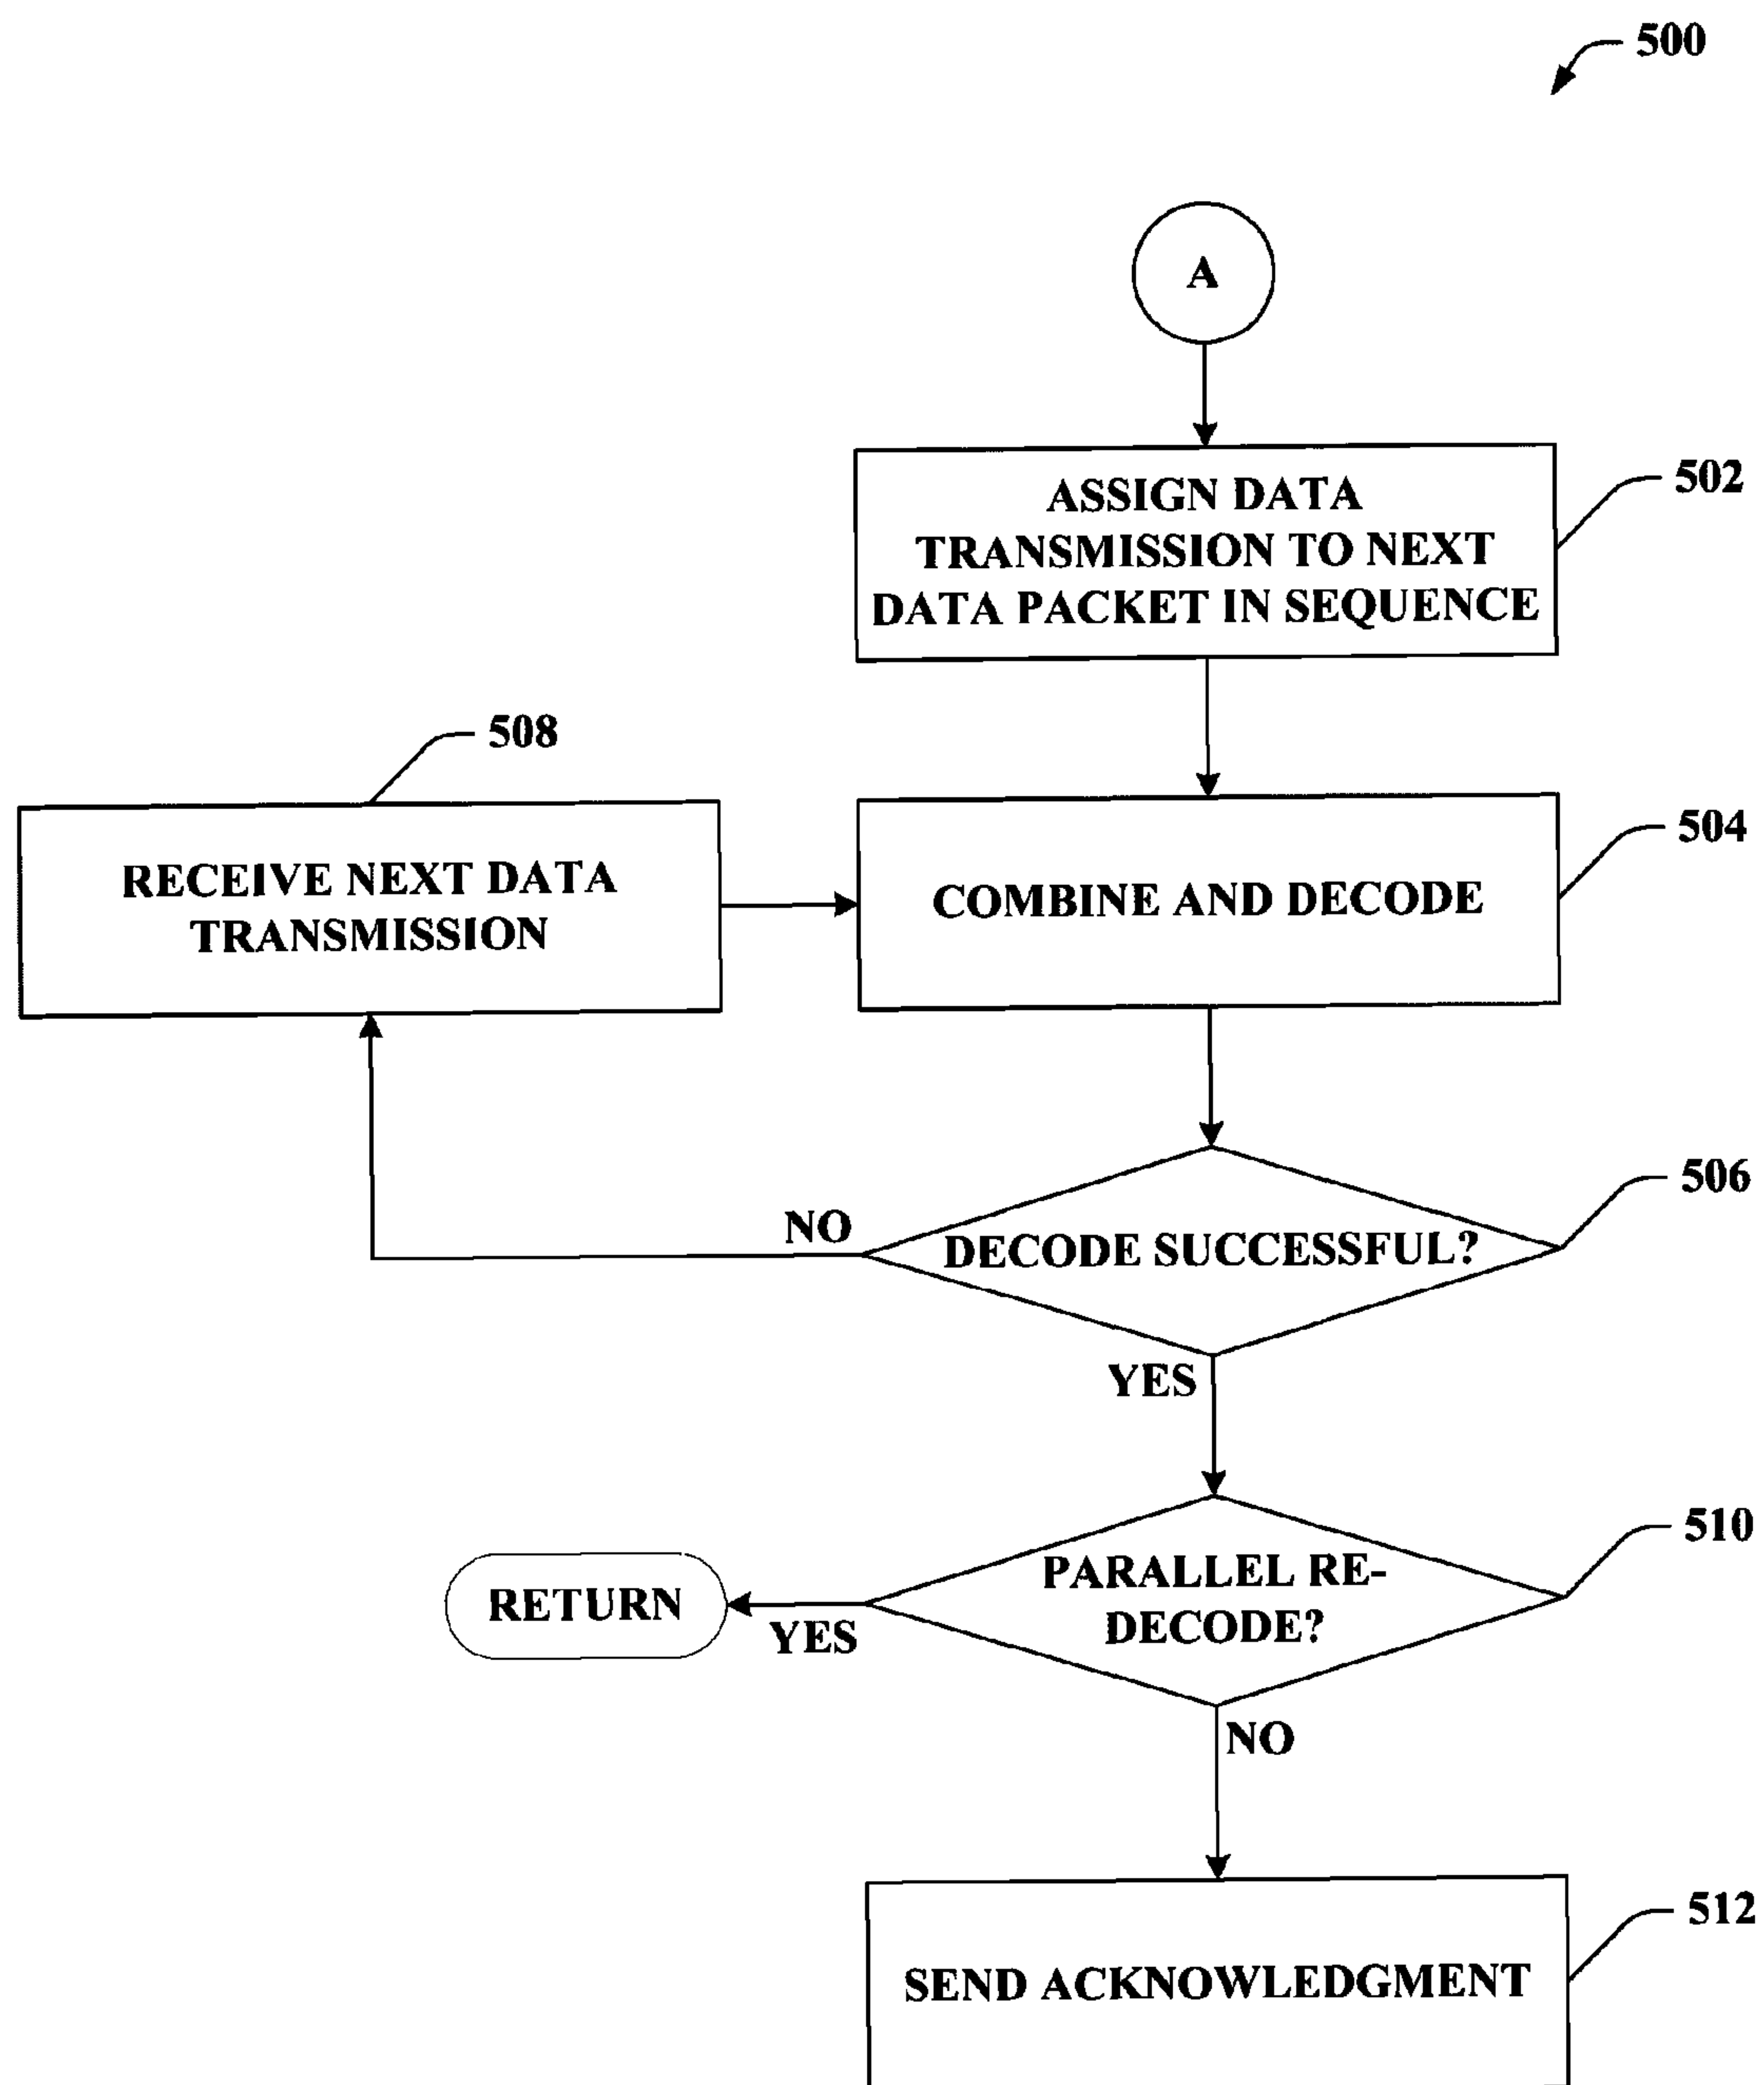 500
A
ASSIGN DATA
TRANSMISSION TO NEXT
DATA PACKET IN SEQUENCE
502
508
RECEIVE NEXT DATA
TRANSMISSION
COMBINE AND DECODE
504
506
NO
DECODE SUCCESSFUL?
YES
510
PARALLEL RE-
DECODE?
RETURN
YES
NO
512
SEND ACKNOWLEDGMENT